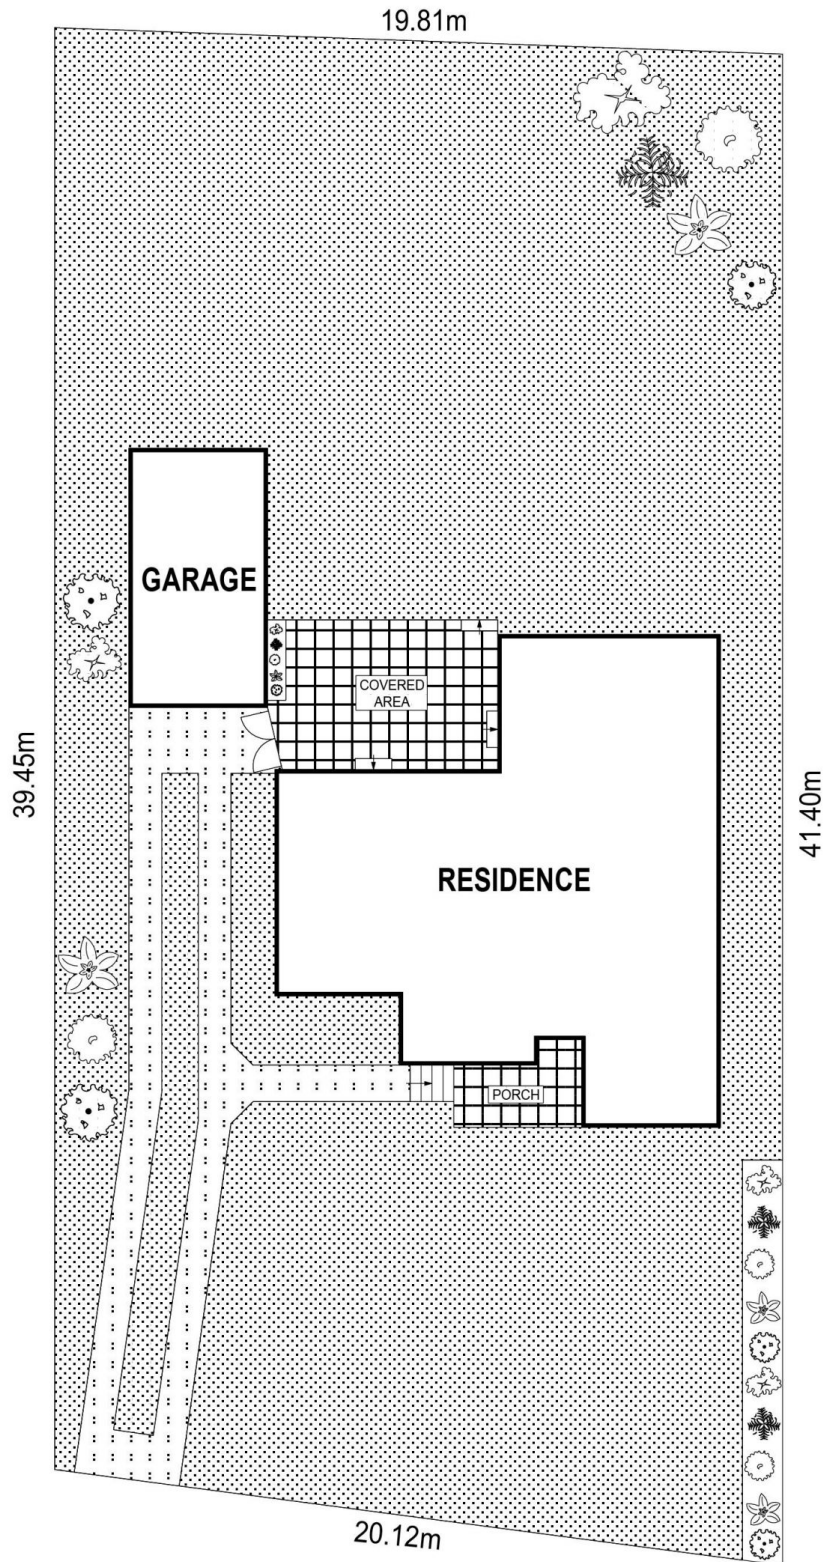 19.81m
GARAGE
COVERED
AREA
39.45m
41.40m
RESIDENCE
PORCH
20.12m